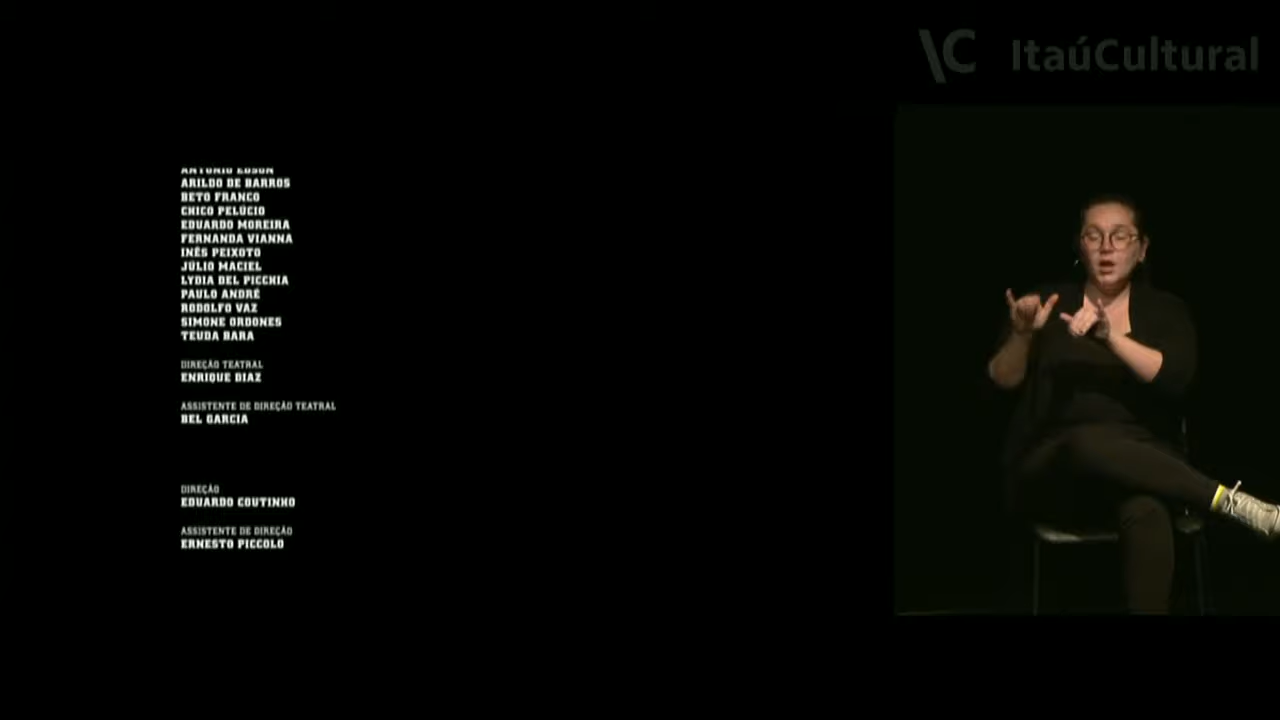 \C ItaúCultural
ANTONIO EDSON
ARILDO DE BARROS
BETO FRANCO
CHICO PELÚCIO
EDUARDO MOREIRA
FERNANDA VIANNA
INÊS PEIXOTO
JÚLIO MACIEL
LYDIA DEL PICCHIA
PAULO ANDRÉ
RODOLFO VAZ
SIMONE ORDONES
TEUDA BARA
DIREÇÃO TEATRAL
ENRIQUE DIAZ
ASSISTENTE DE DIREÇÃO TEATRAL
BEL GARCIA
DIREÇÃO
EDUARDO COUTINHO
ASSISTENTE DE DIREÇÃO
ERNESTO PICCOLO